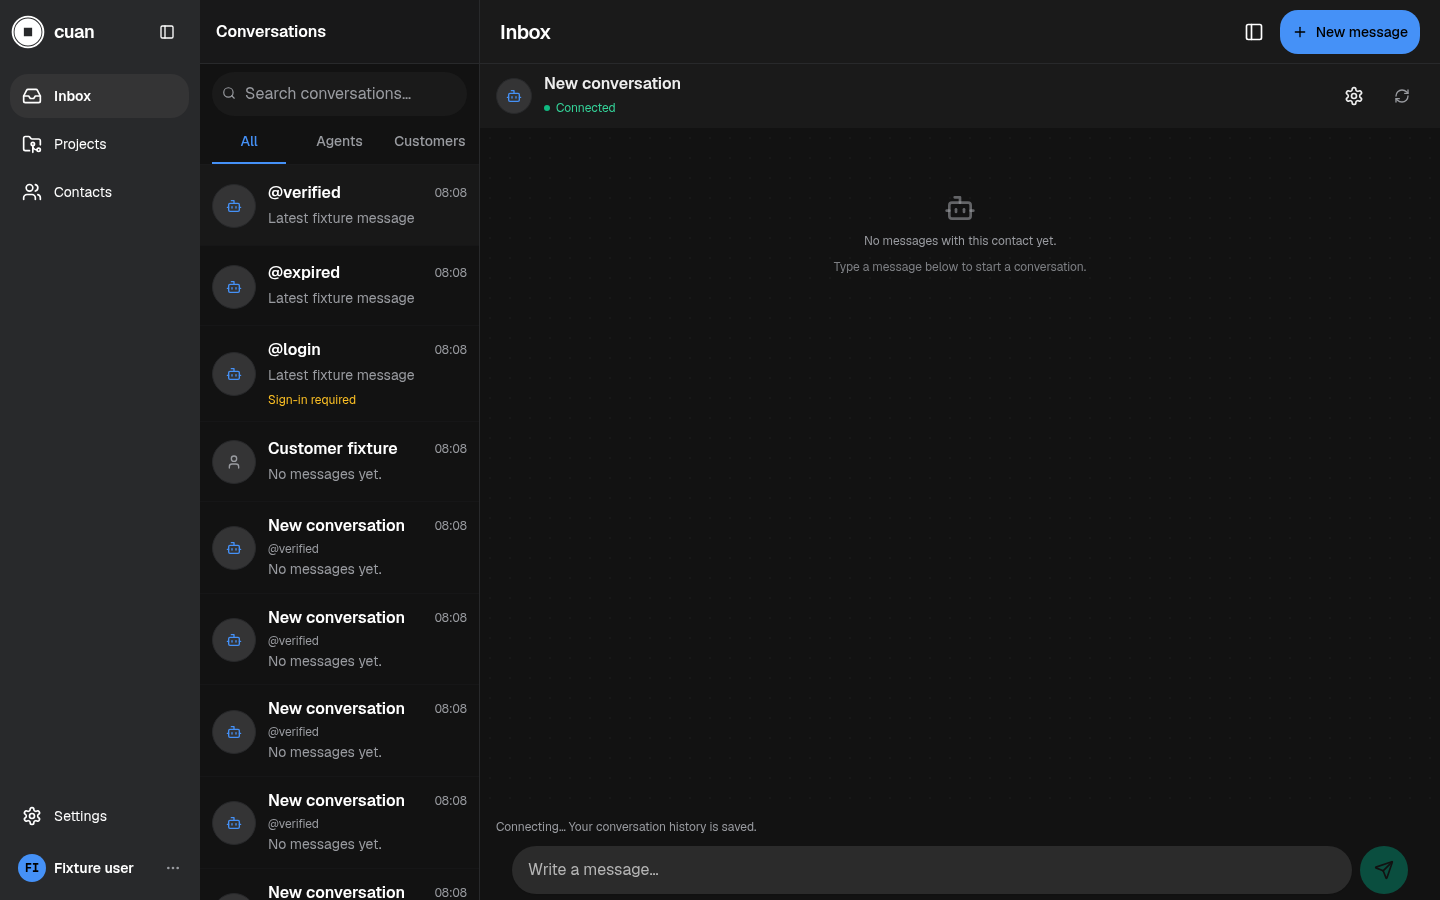 cuan
Inbox
Projects
Contacts
Settings
FI
Fixture user
Conversations
Search conversations...
All
Agents
Customers
@verified
08:08
Latest fixture message
@expired
08:08
Latest fixture message
@login
08:08
Latest fixture message
Sign-in required
Customer fixture
08:08
No messages yet.
New conversation
08:08
@verified
No messages yet.
New conversation
08:08
@verified
No messages yet.
New conversation
08:08
@verified
No messages yet.
New conversation
08:08
@verified
No messages yet.
New conversation
08:08
Inbox
New message
New conversation
Connected
No messages with this contact yet.
Type a message below to start a conversation.
Connecting... Your conversation history is saved.
Write a message...